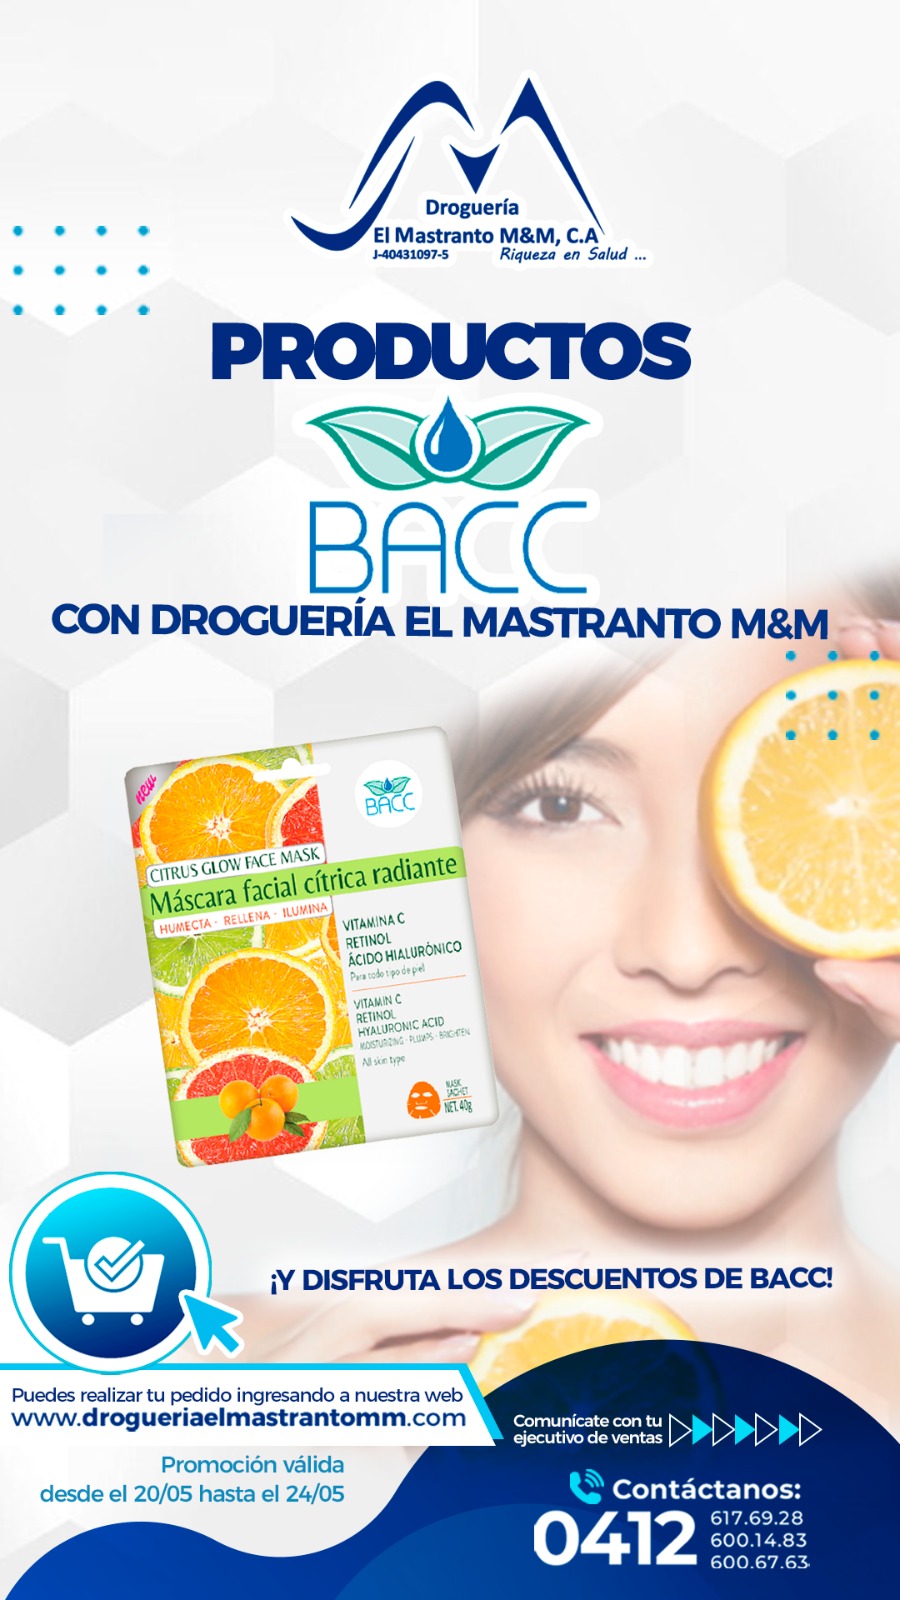 Droguería
El Mastranto M&M, C.A
J-40431097-5
Riqueza en Salud ...
PRODUCTOS
BACC
CON DROGUERÍA EL MASTRANTO M&M
new
BACC
CITRUS GLOW FACE MASK
Máscara facial cítrica radiante
HUMECTA - RELLENA - ILUMINA
VITAMINA C
RETINOL
ÁCIDO HIALURÓNICO
Para todo tipo de piel
VITAMIN C
RETINOL
HYALURONIC ACID
MOISTURIZING - PLUMPS - BRIGHTEN
All skin type
MASK
SACHET
NET. 40g
¡Y DISFRUTA LOS DESCUENTOS DE BACC!
Puedes realizar tu pedido ingresando a nuestra web
www.drogueriaelmastrantomm.com
Promoción válida
desde el 20/05 hasta el 24/05
Comunícate con tu
ejecutivo de ventas
Contáctanos:
0412
617.69.28
600.14.83
600.67.63